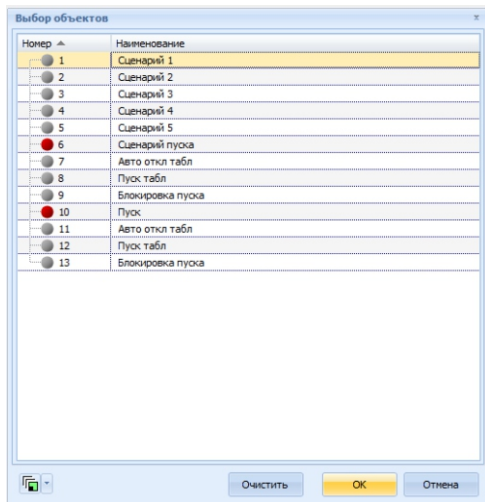 Выбор объектов
Номер Наименование
1 Сценарий 1
2 Сценарий 2
3 Сценарий 3
4 Сценарий 4
5 Сценарий 5
6 Сценарий пуска
7 Авто откл табл
8 Пуск табл
9 Блокировка пуска
10 Пуск
11 Авто откл табл
12 Пуск табл
13 Блокировка пуска
Очистить OK Отмена